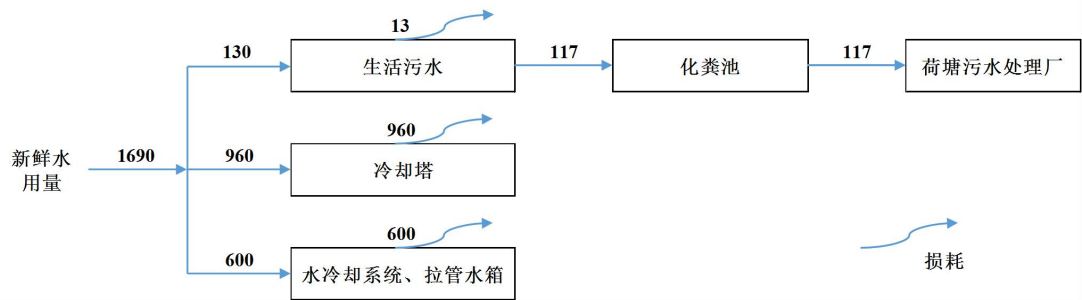 13
130
生活污水
117
化粪池
117
荷塘污水处理厂
960
新鲜水
用量
1690
960
冷却塔
600
600
水冷却系统、拉管水箱
损耗